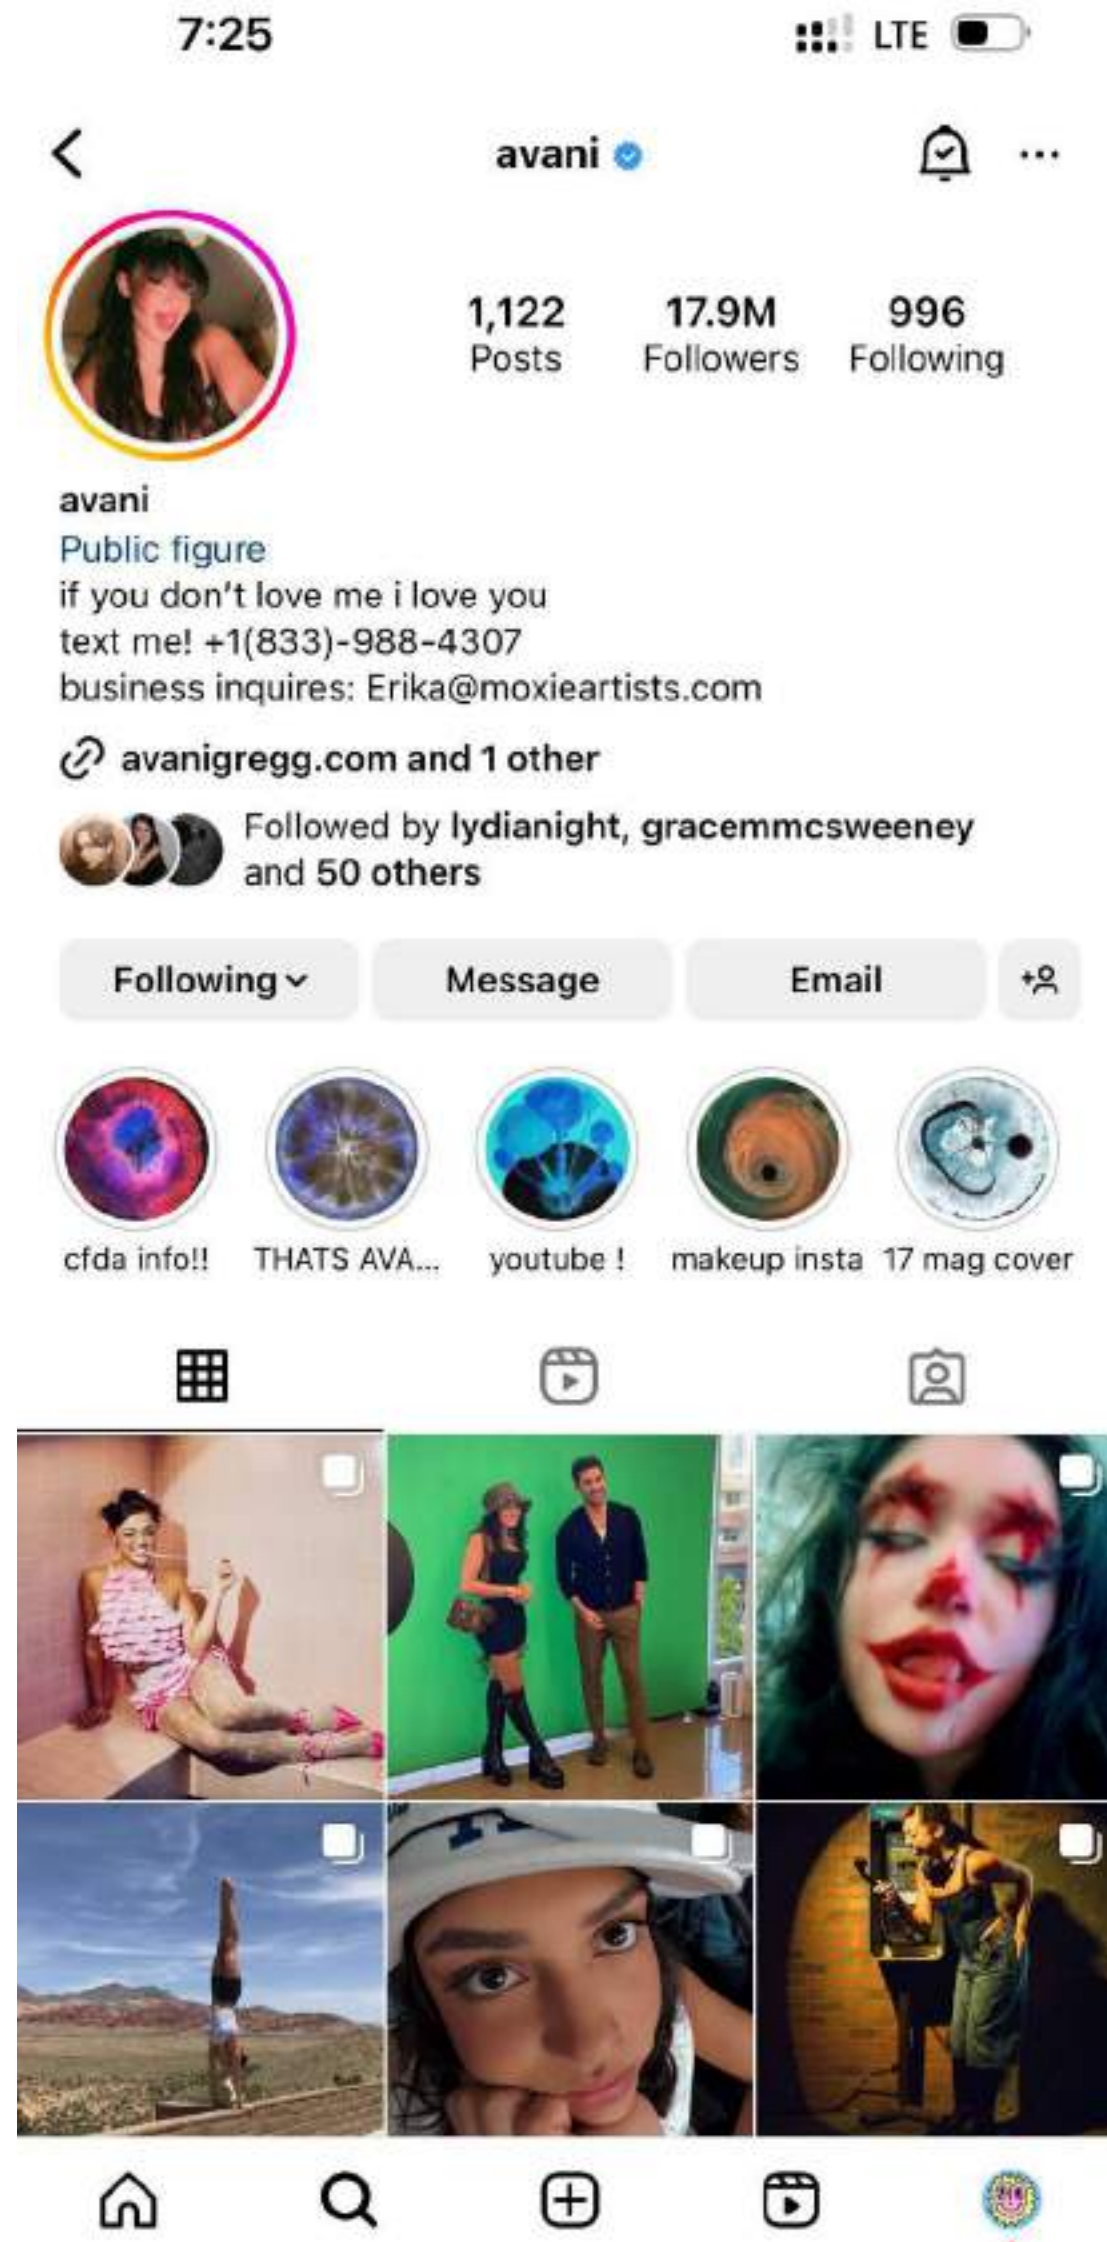 7:25 LTE
avani
1,122 17.9M 996
Posts Followers Following
avani
Public figure
if you don't love me i love you
text me! +1(833)-988-4307
business inquires: Erika@moxieartists.com
avanigregg.com and 1 other
Followed by lydianight, gracemmcsweeney
and 50 others
Following Message Email
cfda info!! THATS AVA... youtube ! makeup insta 17 mag cover